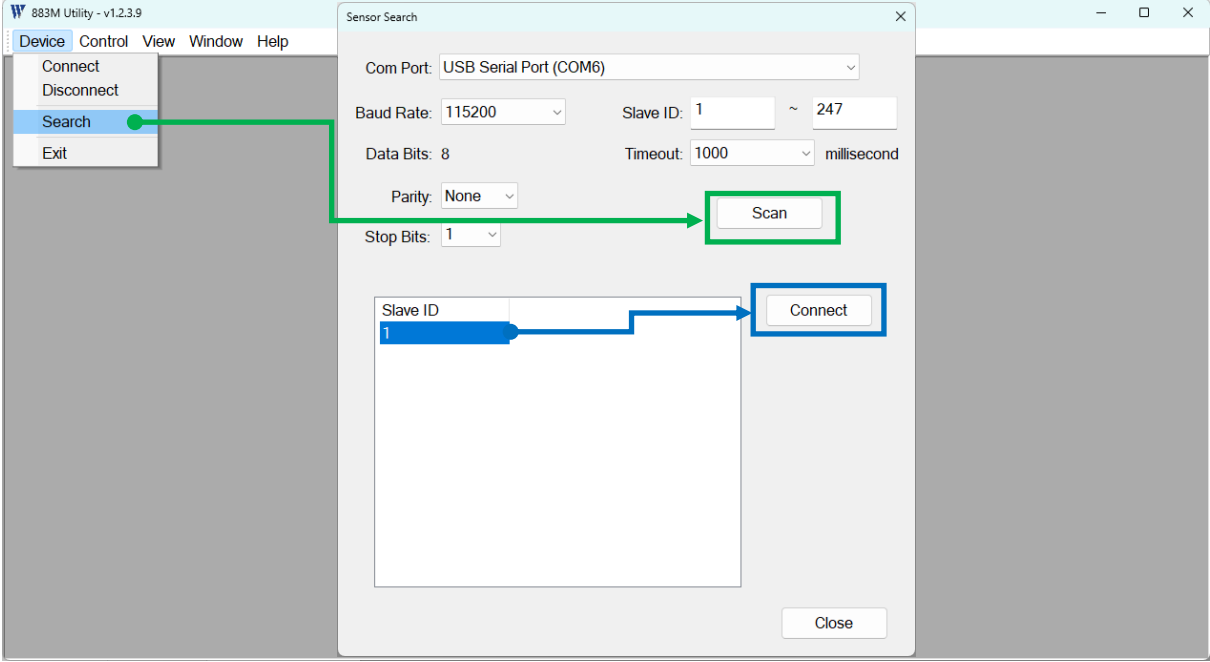 883M Utility - v1.2.3.9
Device Control View Window Help
Connect
Disconnect
Search
Exit
Sensor Search
Com Port: USB Serial Port (COM6)
Baud Rate: 115200 Slave ID: 1 ~ 247
Data Bits: 8 Timeout: 1000 millisecond
Parity: None
Scan
Stop Bits: 1
Slave ID
1
Connect
Close